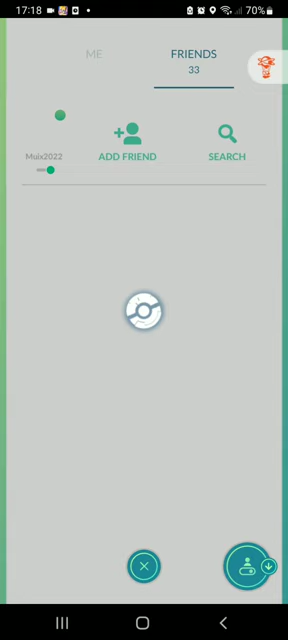 17:18
70%
ME
FRIENDS
33
Muix2022
ADD FRIEND
SEARCH